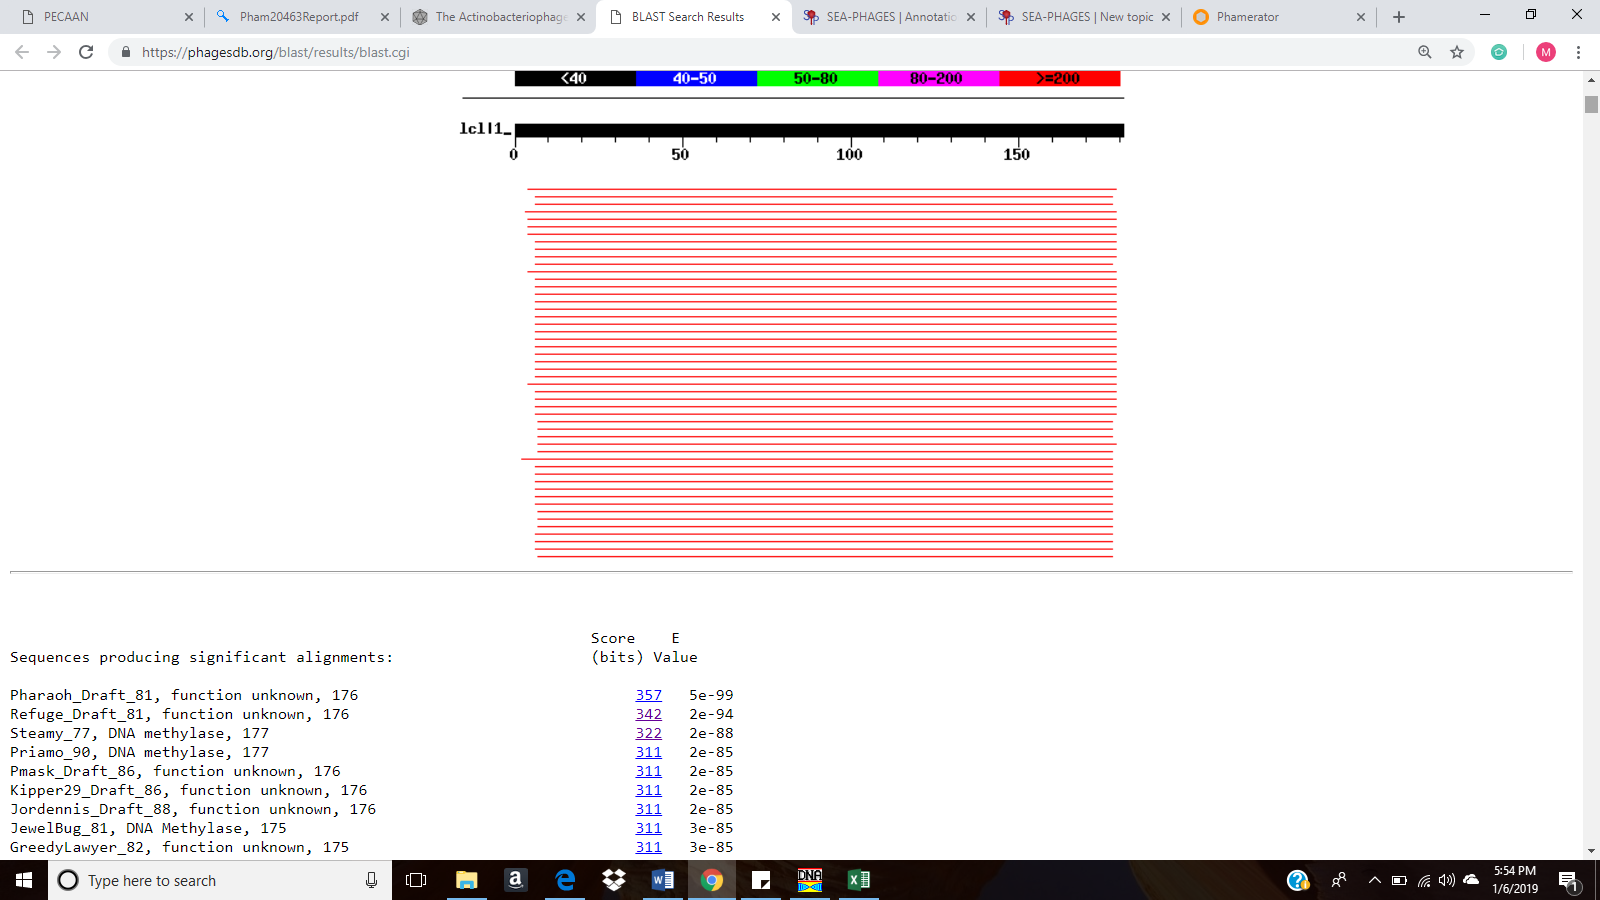 PECAAN
Pham20463Report.pdf
The Actinobacteriophage
BLAST Search Results
SEA-PHAGES | Annotatio
SEA-PHAGES | New topic
Phamerator
https://phagesdb.org/blast/results/blast.cgi
M
<40 40-50 50-80 80-200 >=200
lcl|1_
0 50 100 150
Score E
Sequences producing significant alignments: (bits) Value
Pharaoh_Draft_81, function unknown, 176 357 5e-99
Refuge_Draft_81, function unknown, 176 342 2e-94
Steamy_77, DNA methylase, 177 322 2e-88
Priamo_90, DNA methylase, 177 311 2e-85
Pmask_Draft_86, function unknown, 176 311 2e-85
Kipper29_Draft_86, function unknown, 176 311 2e-85
Jordennis_Draft_88, function unknown, 176 311 2e-85
JewelBug_81, DNA Methylase, 175 311 3e-85
GreedyLawyer_82, function unknown, 175 311 3e-85
Type here to search
DNA
5:54 PM
1/6/2019
1